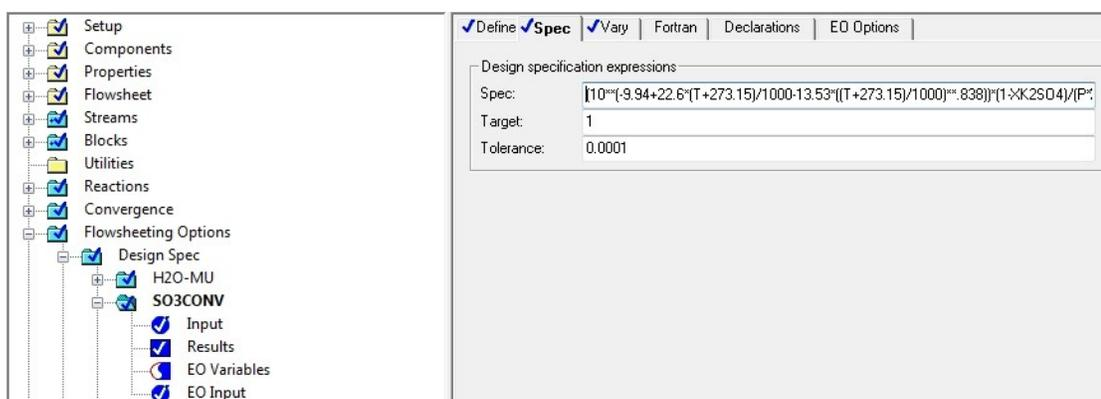 Setup
Components
Properties
Flowsheet
Streams
Blocks
Utilities
Reactions
Convergence
Flowsheeting Options
Design Spec
H2O-MU
SO3CONV
Input
Results
EO Variables
EO Input
Define Spec Vary Fortran Declarations EO Options
Design specification expressions
Spec: (10**(-9.94+22.6*(T+273.15)/1000-13.53*((T+273.15)/1000)**.838))*(1-XK2SO4)/(P*
Target: 1
Tolerance: 0.0001